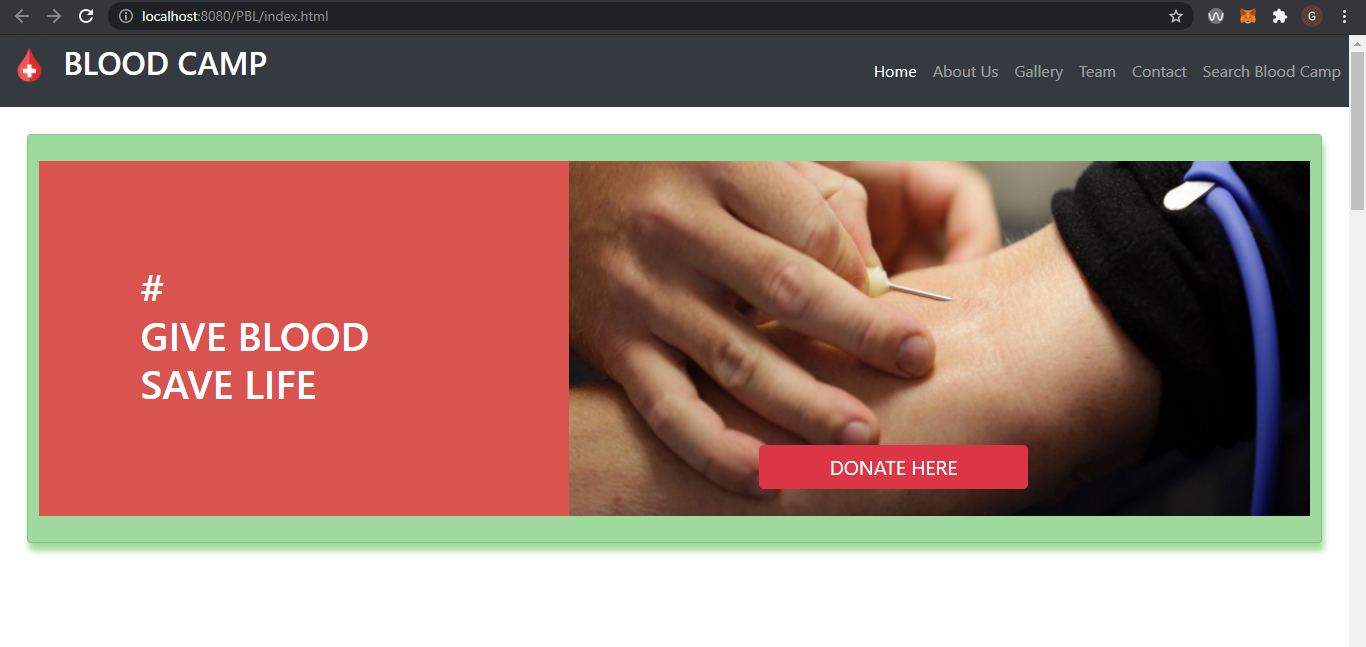 localhost:8080/PBL/index.html
G
BLOOD CAMP
Home About Us Gallery Team Contact Search Blood Camp
#
GIVE BLOOD
SAVE LIFE
DONATE HERE